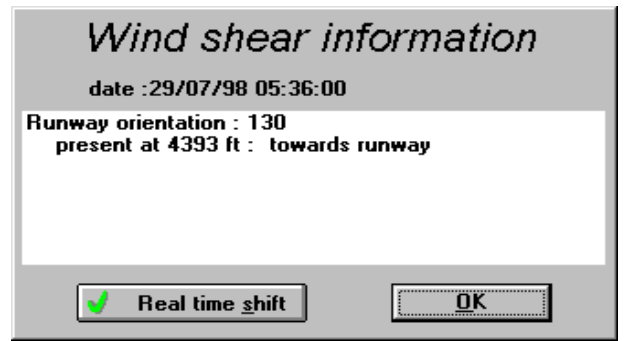 Wind shear information
date :29/07/98 05:36:00
Runway orientation : 130
present at 4393 ft :  towards runway
Real time shift
OK